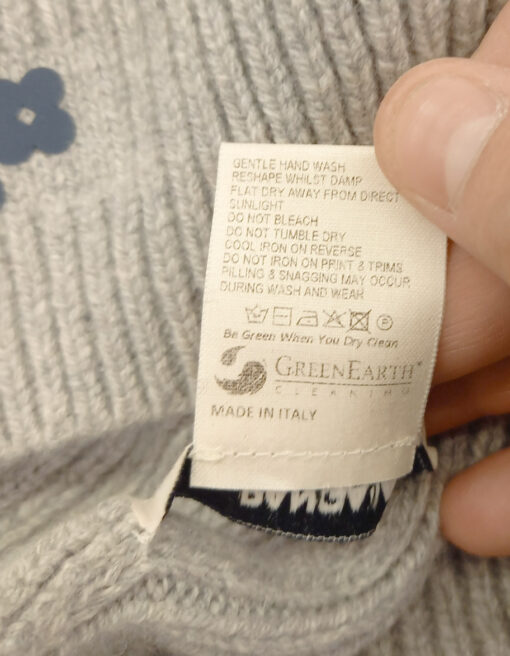 GENTLE HAND WASH
RESHAPE WHILST DAMP
FLAT DRY AWAY FROM DIRECT
SUNLIGHT
DO NOT BLEACH
DO NOT TUMBLE DRY
COOL IRON ON REVERSE
DO NOT IRON ON PRINT & TRIMS
PILLING & SNAGGING MAY OCCUR
DURING WASH AND WEAR
P
Be Green When You Dry Clean
GREENEARTH®
CLEANING
MADE IN ITALY